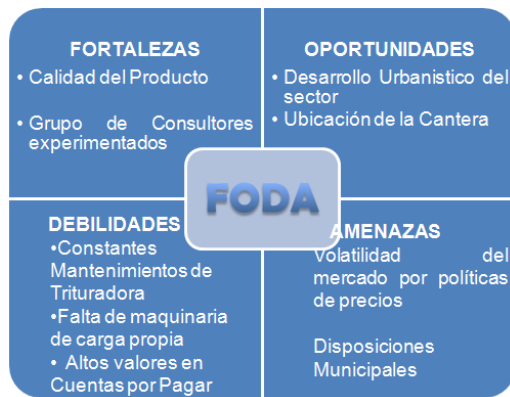 FORTALEZAS
• Calidad del Producto
• Grupo de Consultores
experimentados
OPORTUNIDADES
• Desarrollo Urbanistico del
sector
• Ubicación de la Cantera
FODA
DEBILIDADES
•Constantes
Mantenimientos de
Trituradora
•Falta de maquinaria
de carga propia
• Altos valores en
Cuentas por Pagar
AMENAZAS
Volatilidad del
mercado por políticas
de precios
Disposiciones
Municipales